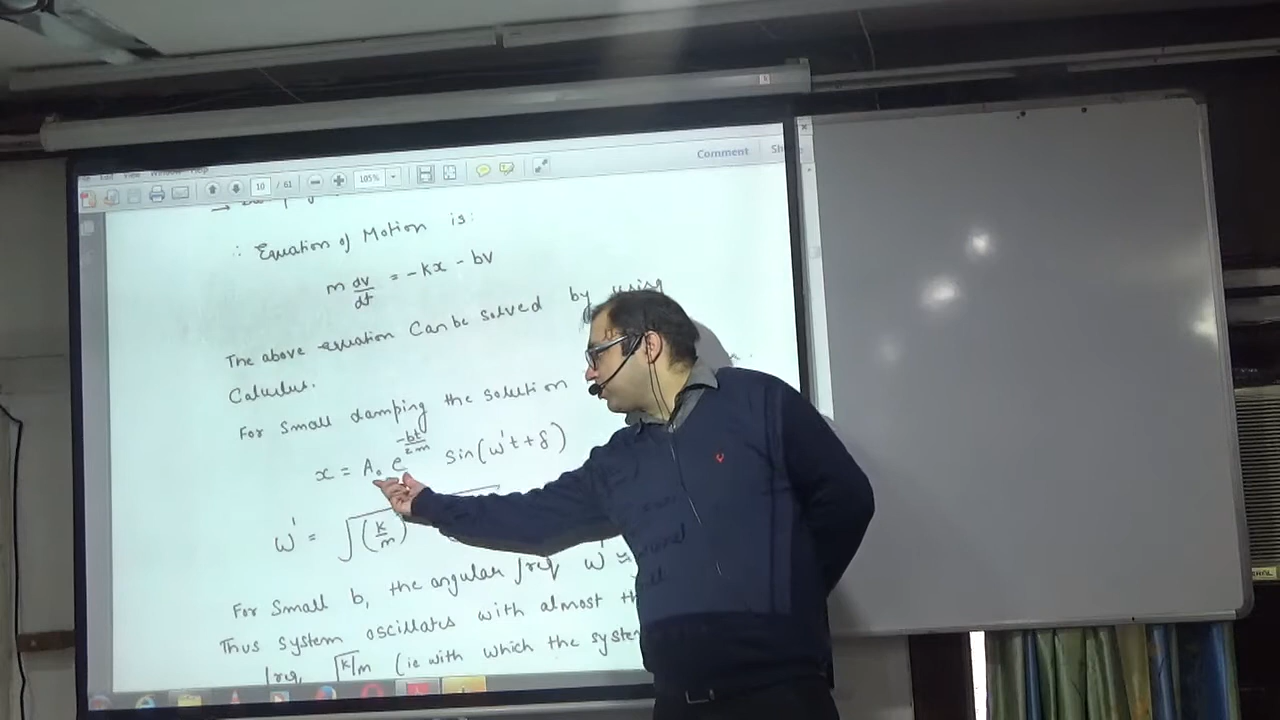 Comment
10 / 61
105%
∴ Equation of Motion is:
m dv/dt = -kx - bv
The above equation Can be solved by using
Calculus.
For small damping the solution
x = A₀ e^(-bt/2m) sin(ω't + δ)
ω' = √(k/m)
For small b, the angular freq ω' ≈
Thus system oscillates with almost
freq √k/m (ie with which the system